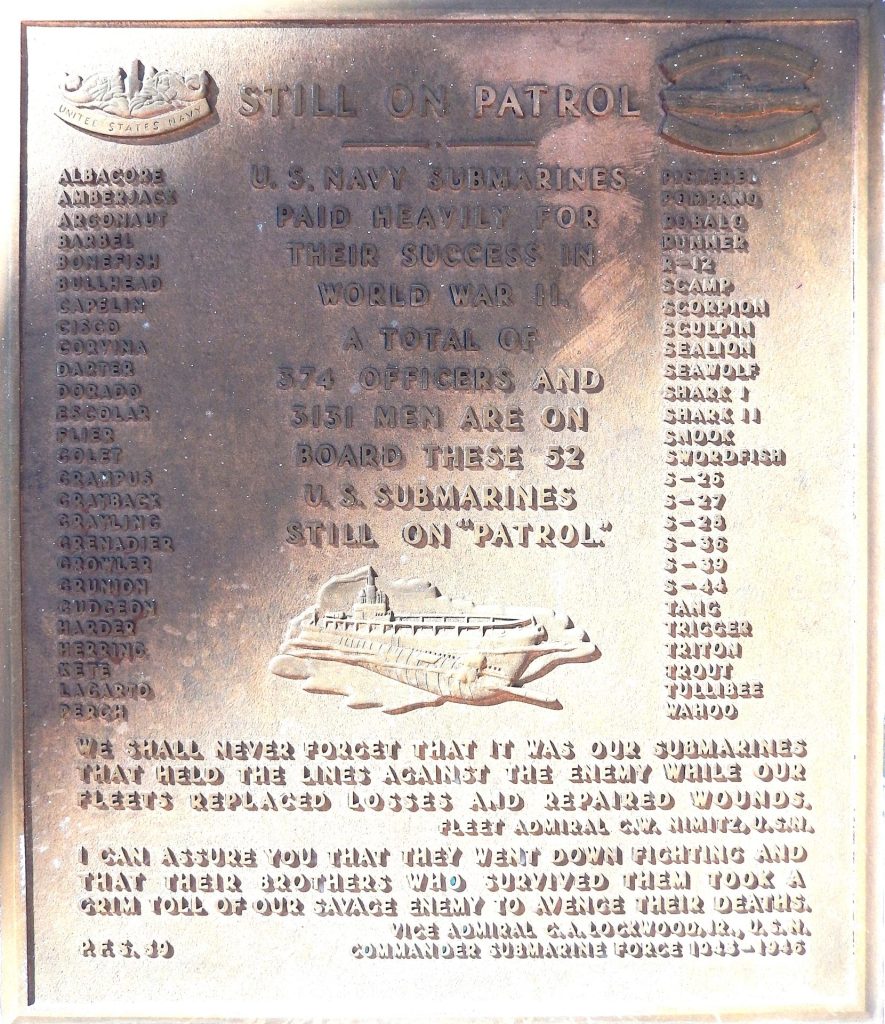 UNITED STATES NAVY
STILL ON PATROL
ALBACORE
AMBERJACK
ARGONAUT
BARBEL
BONEFISH
BULLHEAD
CAPELIN
CISCO
CORVINA
DARTER
DORADO
ESCOLAR
FLIER
GOLET
GRAMPUS
GRAYBACK
GRAYLING
GRENADIER
GROWLER
GRUNION
GUDGEON
HARDER
HERRING
KETE
LAGARTO
PERCH
U. S. NAVY SUBMARINES
PAID HEAVILY FOR
THEIR SUCCESS IN
WORLD WAR II.
A TOTAL OF
374 OFFICERS AND
3131 MEN ARE ON
BOARD THESE 52
U. S. SUBMARINES
STILL ON "PATROL."
PICKEREL
POMPANO
ROBALO
RUNNER
R-12
SCAMP
SCORPION
SCULPIN
SEALION
SEAWOLF
SHARK I
SHARK II
SNOOK
SWORDFISH
S-26
S-27
S-28
S-36
S-39
S-44
TANG
TRIGGER
TRITON
TROUT
TULLIBEE
WAHOO
WE SHALL NEVER FORGET THAT IT WAS OUR SUBMARINES
THAT HELD THE LINES AGAINST THE ENEMY WHILE OUR
FLEETS REPLACED LOSSES AND REPAIRED WOUNDS.
FLEET ADMIRAL C.W. NIMITZ, U.S.N.
I CAN ASSURE YOU THAT THEY WENT DOWN FIGHTING AND
THAT THEIR BROTHERS WHO SURVIVED THEM TOOK A
GRIM TOLL OF OUR SAVAGE ENEMY TO AVENGE THEIR DEATHS.
VICE ADMIRAL C.A. LOCKWOOD, JR., U.S.N.
P.F.S. 59 COMMANDER SUBMARINE FORCE 1943-1946